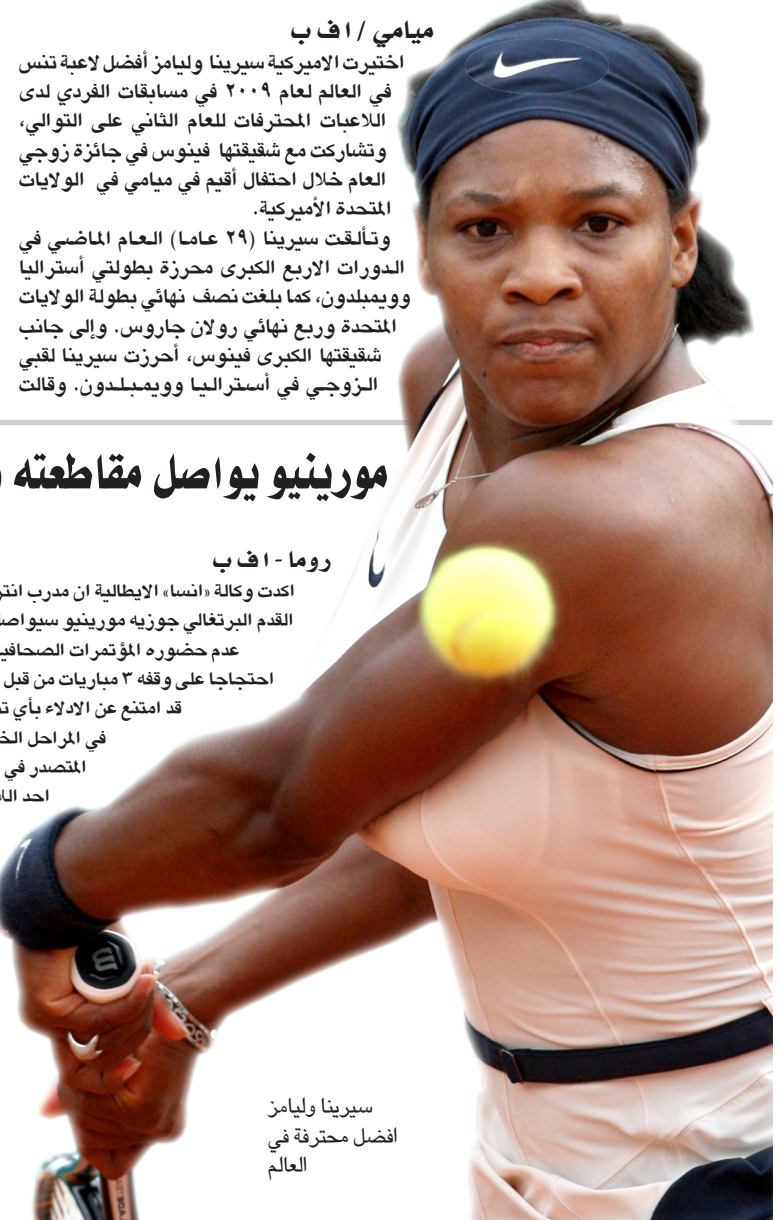 ميامي / ا ف ب
اختيرت الاميركية سيرينا وليامز أفضل لاعبة تنس
في العالم لعام ٢٠٠٩ في مسابقات الفردي لدى
اللاعبات المحترفات للعام الثاني على التوالي،
وتشاركت مع شقيقتها فينوس في جائزة زوجي
العام خلال احتفال أقيم في ميامي في الولايات
المتحدة الأميركية.
وتألقت سيرينا (٢٩ عاما) العام الماضي في
الدورات الاربع الكبرى محرزة بطولتي أستراليا
وويمبلدون، كما بلغت نصف نهائي بطولة الولايات
المتحدة وربع نهائي رولان جاروس. وإلى جانب
شقيقتها الكبرى فينوس، أحرزت سيرينا لقبي
الزوجي في أستراليا وويمبلدون. وقالت
مورينيو يواصل مقاطعته
روما - ا ف ب
اكدت وكالة «انسا» الايطالية ان مدرب
القدم البرتغالي جوزيه مورينيو
عدم حضوره المؤتمرات
احتجاجا على وقفه ٣ مباريات من قبل
قد امتنع عن الادلاء بأي
في المراحل
المتصدر في
احد
سيرينا وليامز
افضل محترفة في
العالم